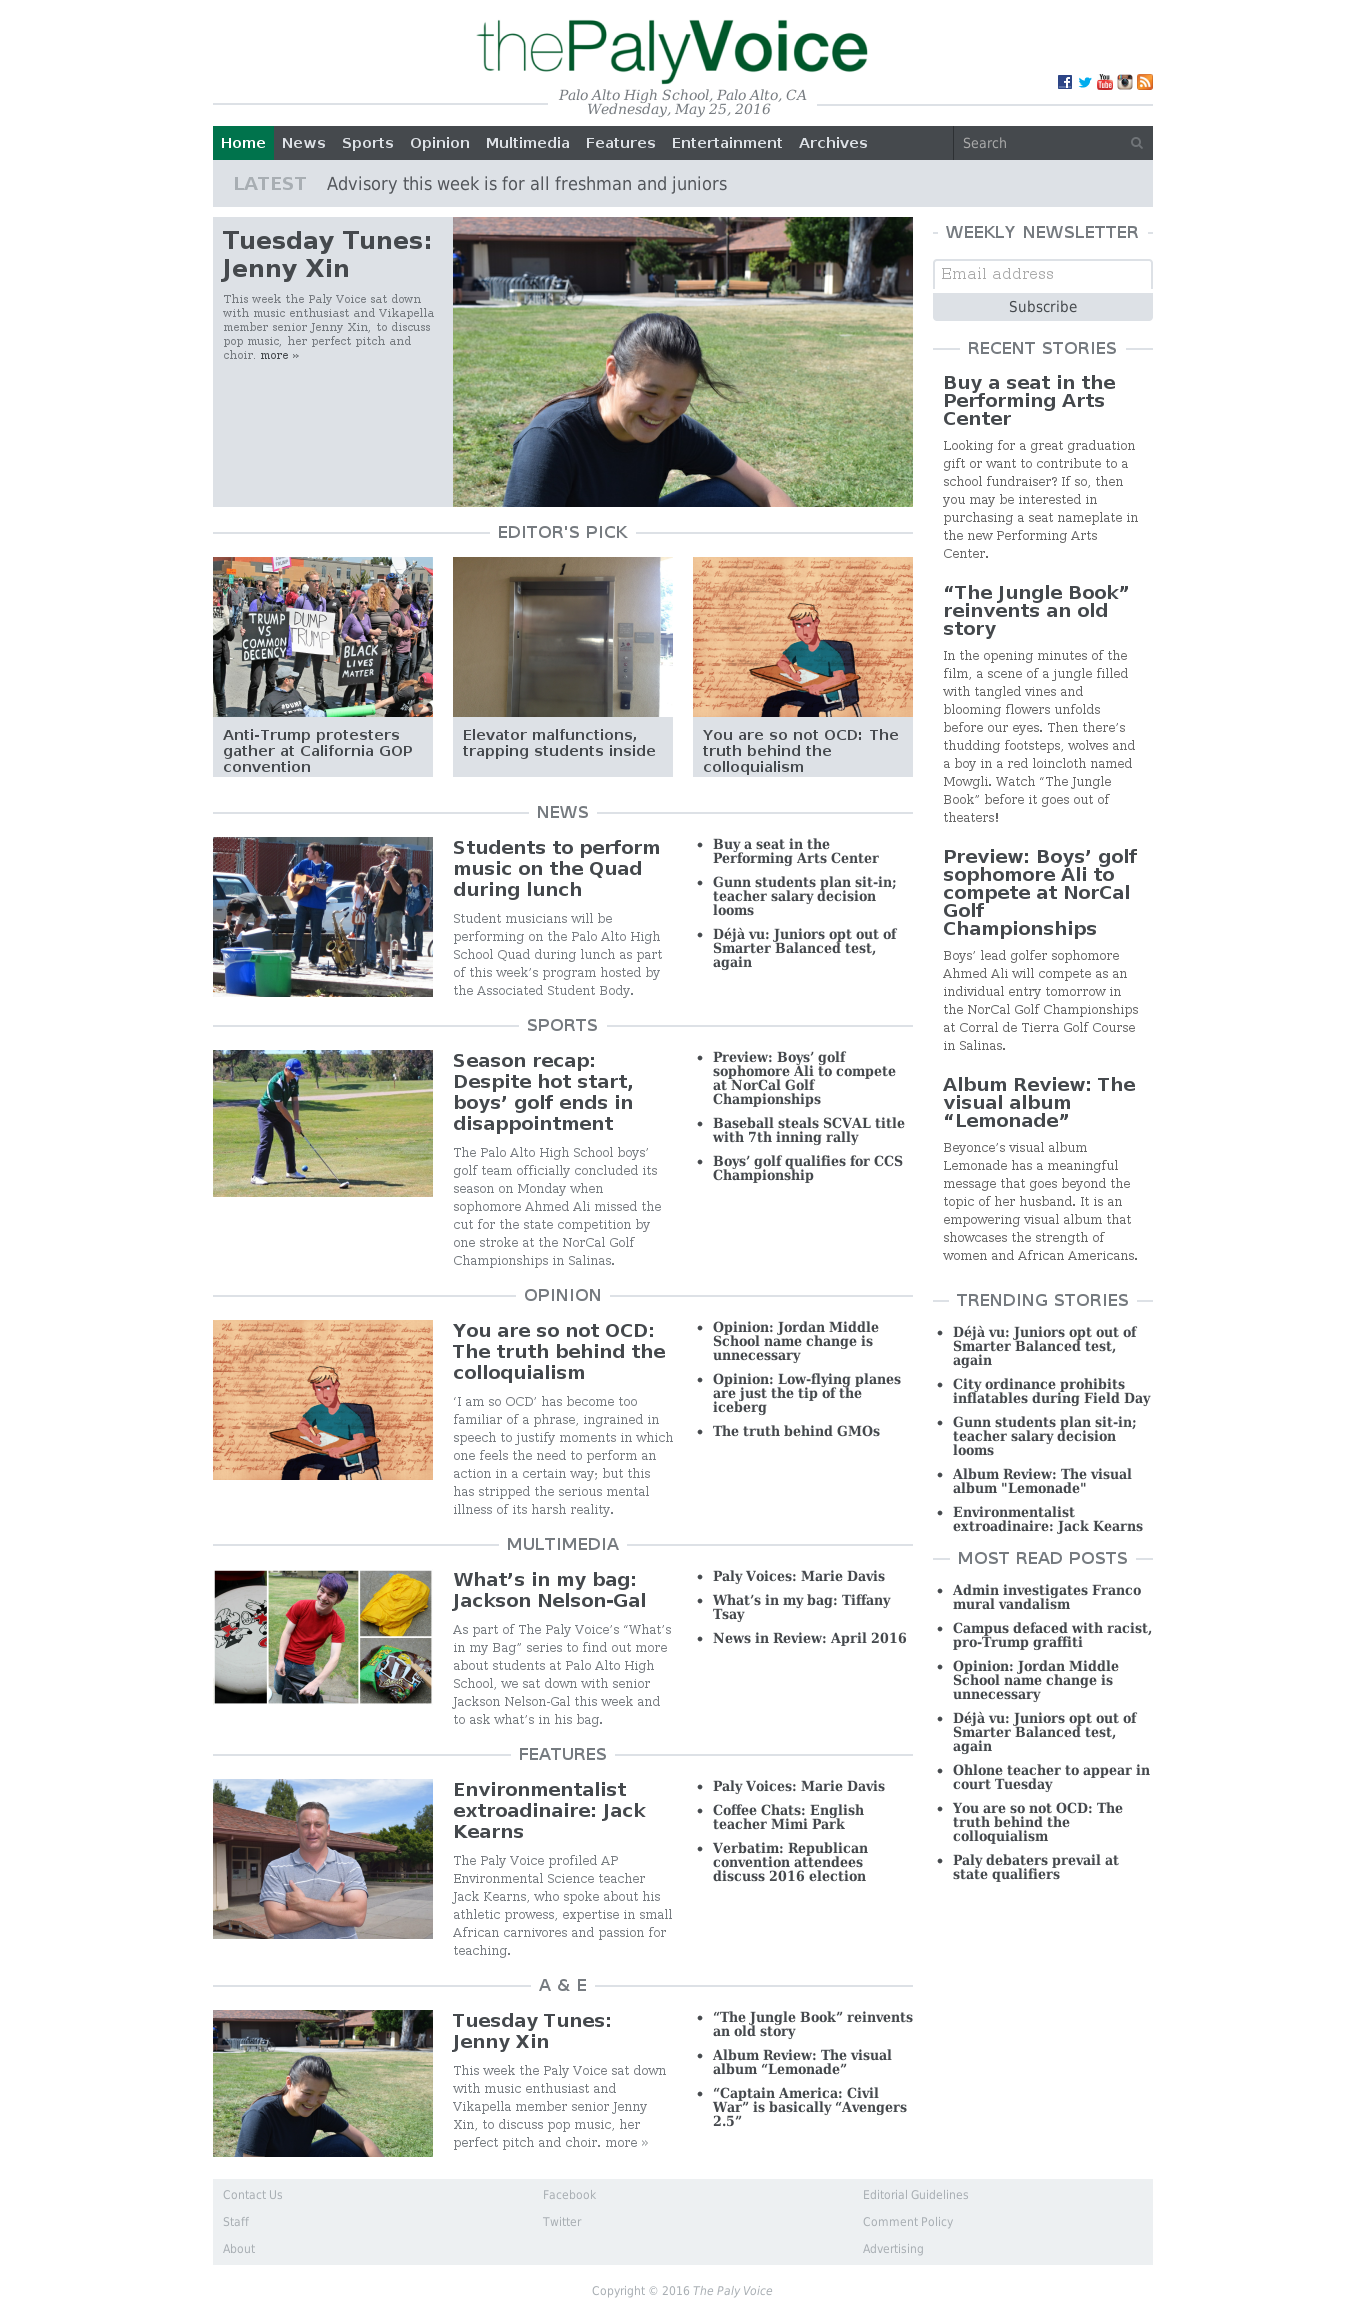 thePalyVoice
Palo Alto High School, Palo Alto, CA
Wednesday, May 25, 2016
Home News Sports Opinion Multimedia Features Entertainment Archives Search
LATEST Advisory this week is for all freshman and juniors
Tuesday Tunes:
Jenny Xin
This week the Paly Voice sat down
with music enthusiast and Vikapella
member senior Jenny Xin, to discuss
pop music, her perfect pitch and
choir. more »
EDITOR'S PICK
TRUMP
VS
COMMON
DECENCY
DUMP
TRUMP
BLACK
LIVES
MATTER
1
Anti-Trump protesters
gather at California GOP
convention
Elevator malfunctions,
trapping students inside
You are so not OCD: The
truth behind the
colloquialism
NEWS
Students to perform
music on the Quad
during lunch
Student musicians will be
performing on the Palo Alto High
School Quad during lunch as part
of this week’s program hosted by
the Associated Student Body.
• Buy a seat in the
Performing Arts Center
• Gunn students plan sit-in;
teacher salary decision
looms
• Déjà vu: Juniors opt out of
Smarter Balanced test,
again
SPORTS
Season recap:
Despite hot start,
boys’ golf ends in
disappointment
The Palo Alto High School boys’
golf team officially concluded its
season on Monday when
sophomore Ahmed Ali missed the
cut for the state competition by
one stroke at the NorCal Golf
Championships in Salinas.
• Preview: Boys’ golf
sophomore Ali to compete
at NorCal Golf
Championships
• Baseball steals SCVAL title
with 7th inning rally
• Boys’ golf qualifies for CCS
Championship
OPINION
You are so not OCD:
The truth behind the
colloquialism
‘I am so OCD’ has become too
familiar of a phrase, ingrained in
speech to justify moments in which
one feels the need to perform an
action in a certain way; but this
has stripped the serious mental
illness of its harsh reality.
• Opinion: Jordan Middle
School name change is
unnecessary
• Opinion: Low-flying planes
are just the tip of the
iceberg
• The truth behind GMOs
MULTIMEDIA
What’s in my bag:
Jackson Nelson-Gal
As part of The Paly Voice’s “What’s
in my Bag” series to find out more
about students at Palo Alto High
School, we sat down with senior
Jackson Nelson-Gal this week and
to ask what’s in his bag.
• Paly Voices: Marie Davis
• What’s in my bag: Tiffany
Tsay
• News in Review: April 2016
FEATURES
Environmentalist
extroadinaire: Jack
Kearns
The Paly Voice profiled AP
Environmental Science teacher
Jack Kearns, who spoke about his
athletic prowess, expertise in small
African carnivores and passion for
teaching.
• Paly Voices: Marie Davis
• Coffee Chats: English
teacher Mimi Park
• Verbatim: Republican
convention attendees
discuss 2016 election
A & E
Tuesday Tunes:
Jenny Xin
This week the Paly Voice sat down
with music enthusiast and
Vikapella member senior Jenny
Xin, to discuss pop music, her
perfect pitch and choir. more »
• “The Jungle Book” reinvents
an old story
• Album Review: The visual
album “Lemonade”
• “Captain America: Civil
War” is basically “Avengers
2.5”
WEEKLY NEWSLETTER
Email address
Subscribe
RECENT STORIES
Buy a seat in the
Performing Arts
Center
Looking for a great graduation
gift or want to contribute to a
school fundraiser? If so, then
you may be interested in
purchasing a seat nameplate in
the new Performing Arts
Center.
“The Jungle Book”
reinvents an old
story
In the opening minutes of the
film, a scene of a jungle filled
with tangled vines and
blooming flowers unfolds
before our eyes. Then there’s
thudding footsteps, wolves and
a boy in a red loincloth named
Mowgli. Watch “The Jungle
Book” before it goes out of
theaters!
Preview: Boys’ golf
sophomore Ali to
compete at NorCal
Golf
Championships
Boys’ lead golfer sophomore
Ahmed Ali will compete as an
individual entry tomorrow in
the NorCal Golf Championships
at Corral de Tierra Golf Course
in Salinas.
Album Review: The
visual album
“Lemonade”
Beyonce’s visual album
Lemonade has a meaningful
message that goes beyond the
topic of her husband. It is an
empowering visual album that
showcases the strength of
women and African Americans.
TRENDING STORIES
• Déjà vu: Juniors opt out of
Smarter Balanced test,
again
• City ordinance prohibits
inflatables during Field Day
• Gunn students plan sit-in;
teacher salary decision
looms
• Album Review: The visual
album "Lemonade"
• Environmentalist
extroadinaire: Jack Kearns
MOST READ POSTS
• Admin investigates Franco
mural vandalism
• Campus defaced with racist,
pro-Trump graffiti
• Opinion: Jordan Middle
School name change is
unnecessary
• Déjà vu: Juniors opt out of
Smarter Balanced test,
again
• Ohlone teacher to appear in
court Tuesday
• You are so not OCD: The
truth behind the
colloquialism
• Paly debaters prevail at
state qualifiers
Contact Us Facebook Editorial Guidelines
Staff Twitter Comment Policy
About Advertising
Copyright © 2016 The Paly Voice